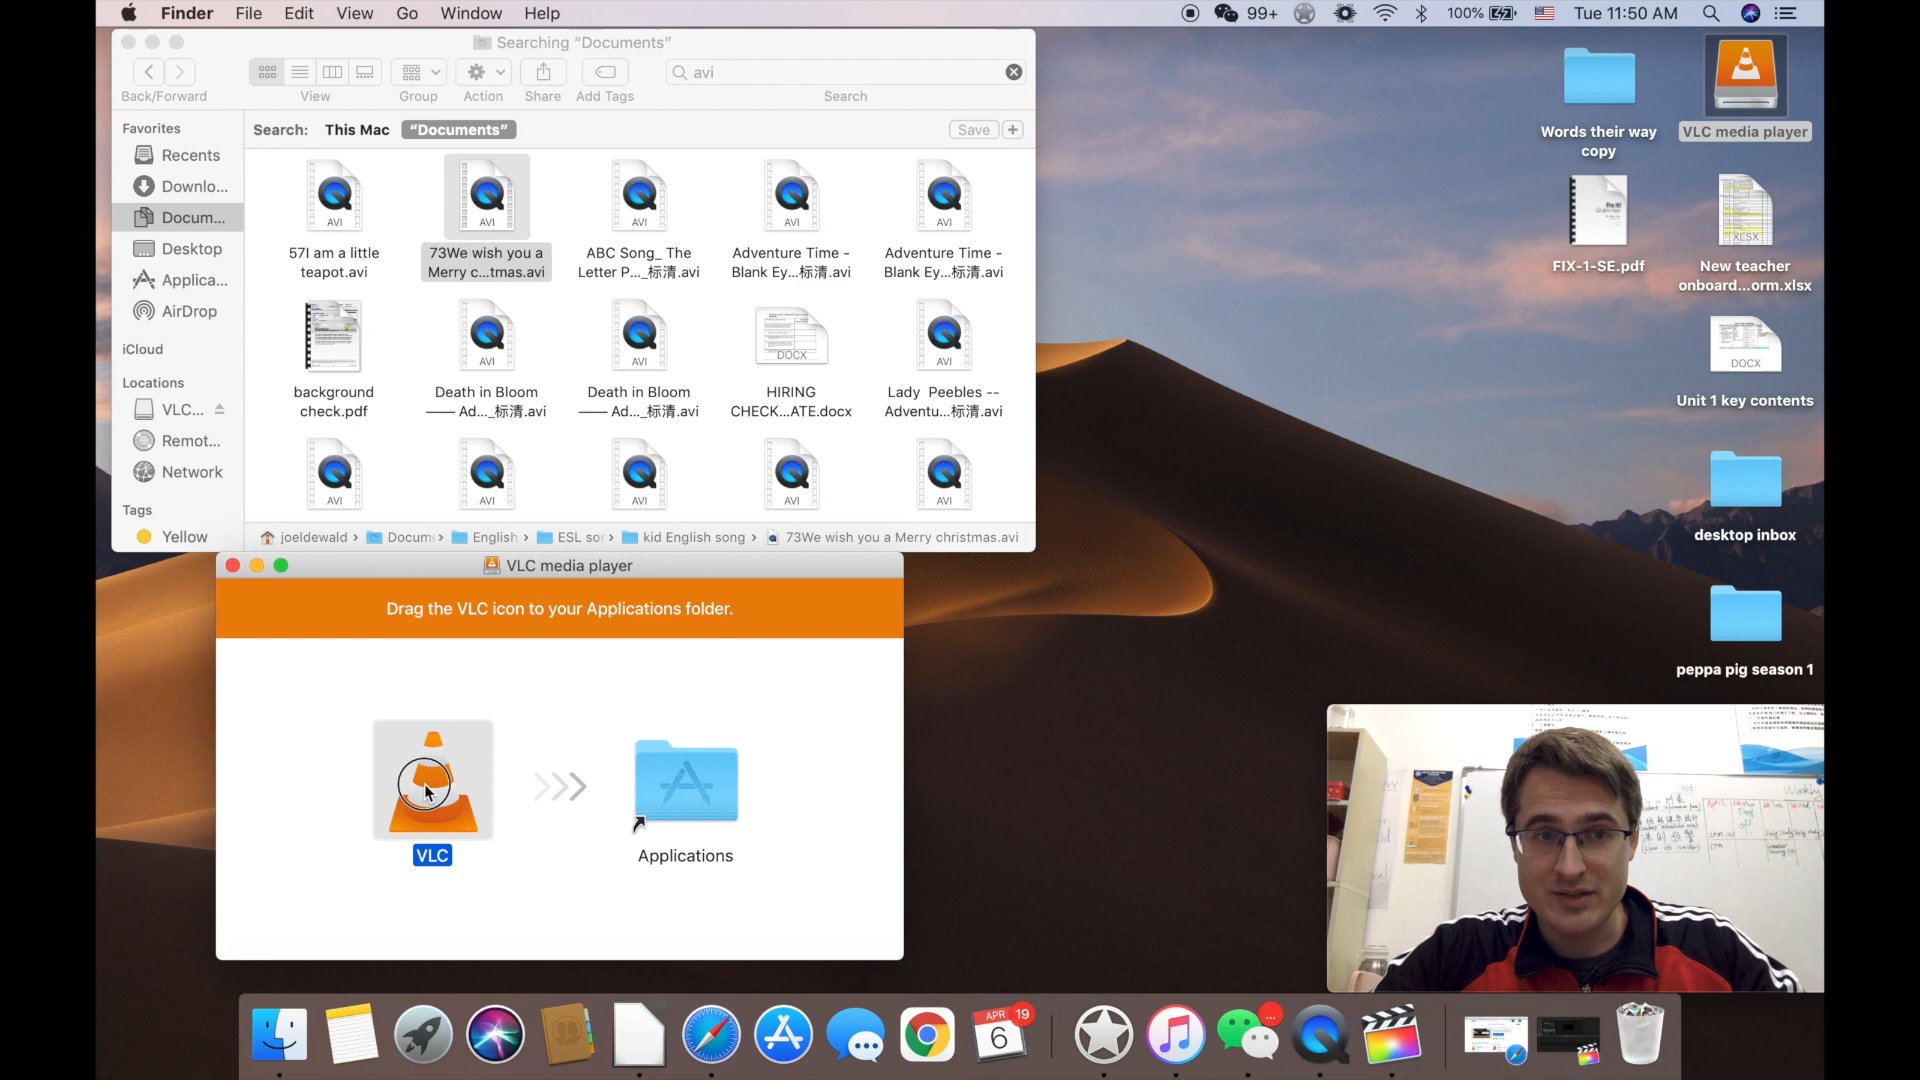 Finder File Edit View Go Window Help
99+ 100% Tue 11:50 AM
Searching “Documents”
avi
Back/Forward View Group Action Share Add Tags Search
Search: This Mac “Documents” Save +
Favorites
Recents
Downlo...
Docum...
Desktop
Applica...
AirDrop
iCloud
Locations
VLC...
Remot...
Network
Tags
Yellow
AVI AVI AVI AVI AVI
57I am a little teapot.avi
73We wish you a Merry c...tmas.avi
ABC Song_ The Letter P..._标清.avi
Adventure Time - Blank Ey...标清.avi
Adventure Time - Blank Ey...标清.avi
AVI AVI DOCX AVI
background check.pdf
Death in Bloom —— Ad..._标清.avi
Death in Bloom —— Ad..._标清.avi
HIRING CHECK...ATE.docx
Lady Peebles -- Adventu...标清.avi
AVI AVI AVI AVI AVI
joeldewald › Docum › English › ESL sor › kid English song › 73We wish you a Merry christmas.avi
VLC media player
Drag the VLC icon to your Applications folder.
VLC
Applications
Words their way copy
VLC media player
FIX-1-SE.pdf
XLSX
New teacher onboard...orm.xlsx
DOCX
Unit 1 key contents
desktop inbox
peppa pig season 1
APR
6
19
...